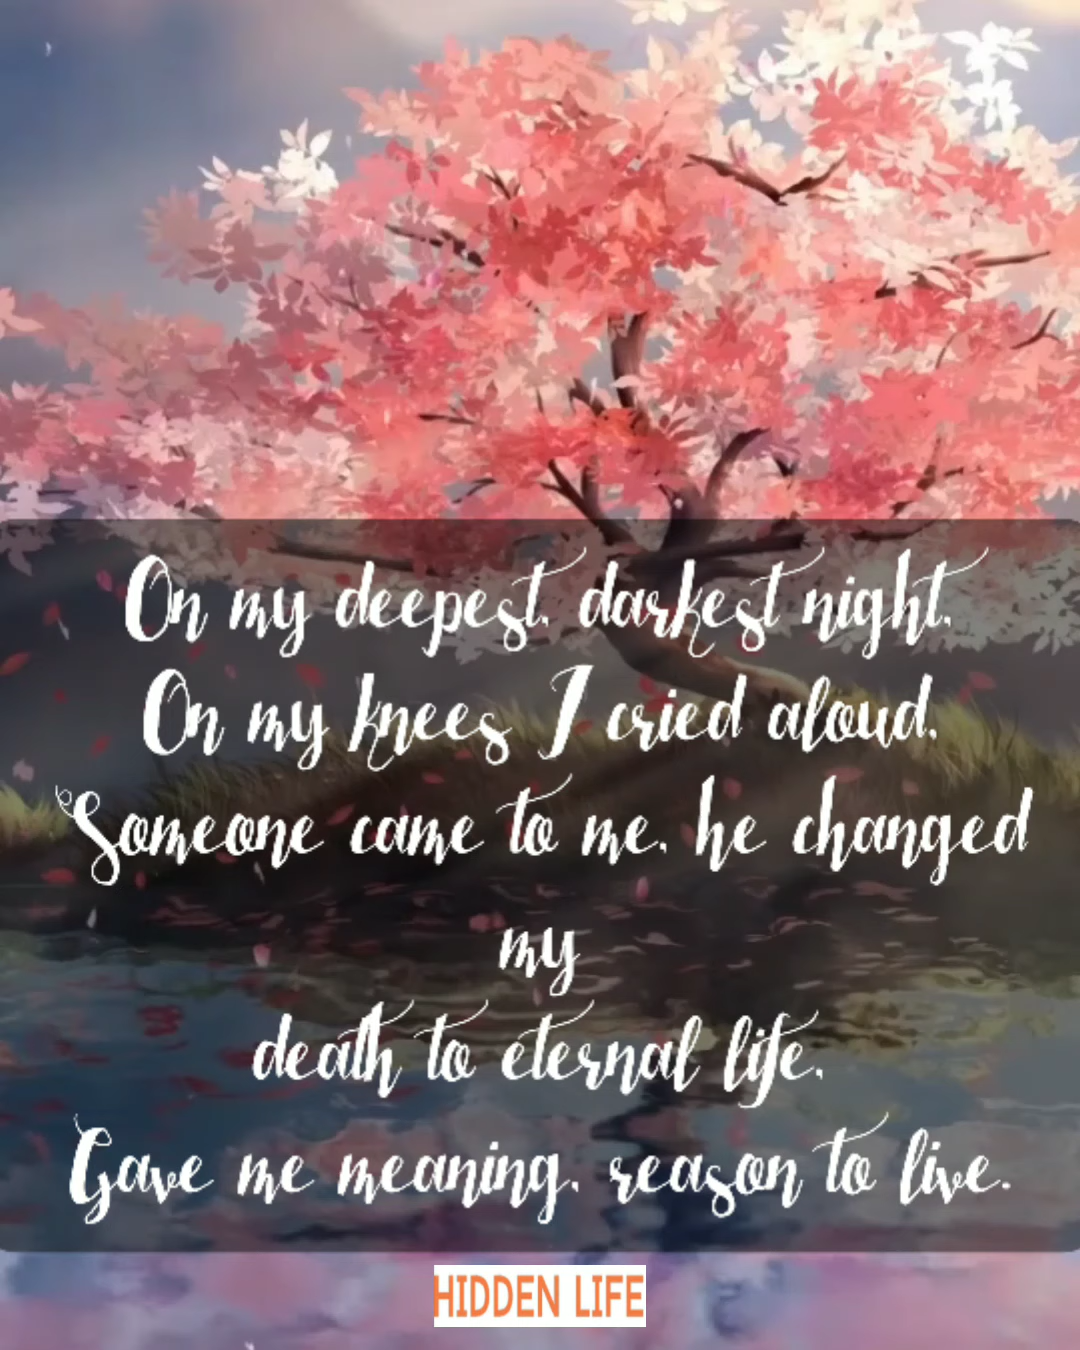 On my deepest, darkest night,
On my knees I cried aloud,
Someone came to me, he changed
my
death to eternal life,
Gave me meaning, reason to live.
HIDDEN LIFE